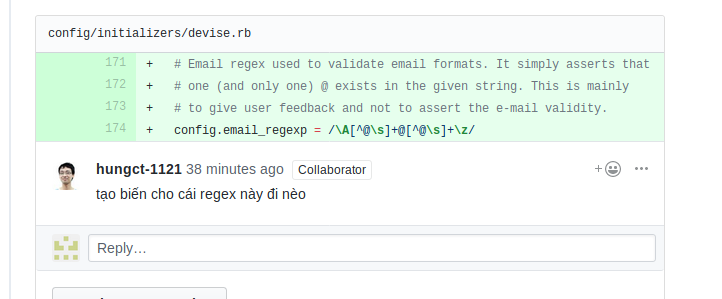 config/initializers/devise.rb
171 + # Email regex used to validate email formats. It simply asserts that
172 + # one (and only one) @ exists in the given string. This is mainly
173 + # to give user feedback and not to assert the e-mail validity.
174 + config.email_regexp = /\A[^@\s]+@[^@\s]+\z/
hungct-1121 38 minutes ago Collaborator
tạo biến cho cái regex này đi nèo
Reply…